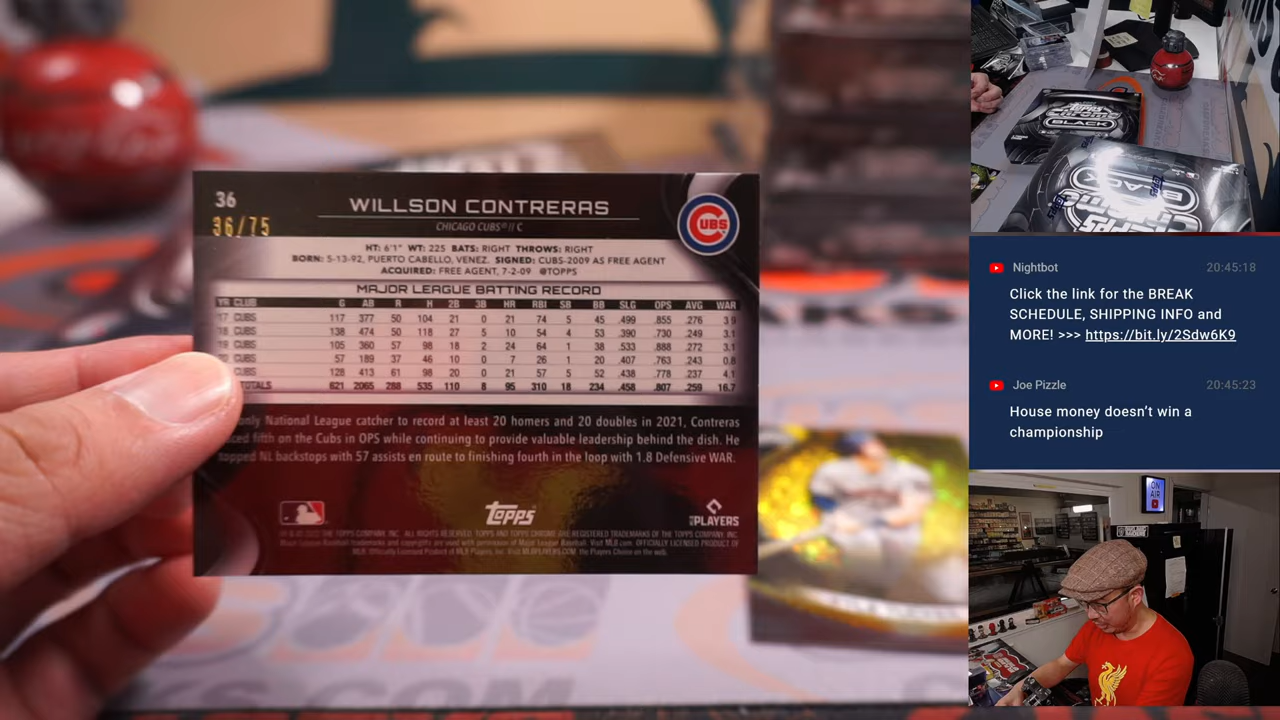 36
36/75
WILLSON CONTRERAS
CHICAGO CUBS® // C
CUBS
HT: 6'1" WT: 225 BATS: RIGHT THROWS: RIGHT
BORN: 5-13-92, PUERTO CABELLO, VENEZ. SIGNED: CUBS-2009 AS FREE AGENT
ACQUIRED: FREE AGENT, 7-2-09 @TOPPS
MAJOR LEAGUE BATTING RECORD
YR CLUB G AB R H 2B 3B HR RBI SB BB SLG OPS AVG WAR
17 CUBS 117 377 50 104 21 0 21 74 5 45 .499 .855 .276 3.9
18 CUBS 138 474 50 118 27 5 10 54 4 53 .390 .730 .249 3.1
19 CUBS 105 360 57 98 18 2 24 64 1 38 .533 .888 .272 3.1
CUBS 57 189 37 46 10 0 7 26 1 20 .407 .763 .243 0.8
CUBS 128 413 61 98 20 0 21 57 5 52 .438 .778 .237 4.1
TOTALS 621 2065 288 535 110 8 95 310 18 234 .458 .807 .259 16.7
only National League catcher to record at least 20 homers and 20 doubles in 2021, Contreras
fifth on the Cubs in OPS while continuing to provide valuable leadership behind the dish. He
topped NL backstops with 57 assists en route to finishing fourth in the loop with 1.8 Defensive WAR.
Topps
PLAYERS
Topps
CHROME
BLACK
BLACK
Nightbot 20:45:18
Click the link for the BREAK
SCHEDULE, SHIPPING INFO and
MORE! >>> https://bit.ly/2Sdw6K9
Joe Pizzle 20:45:23
House money doesn't win a
championship
ON
AIR